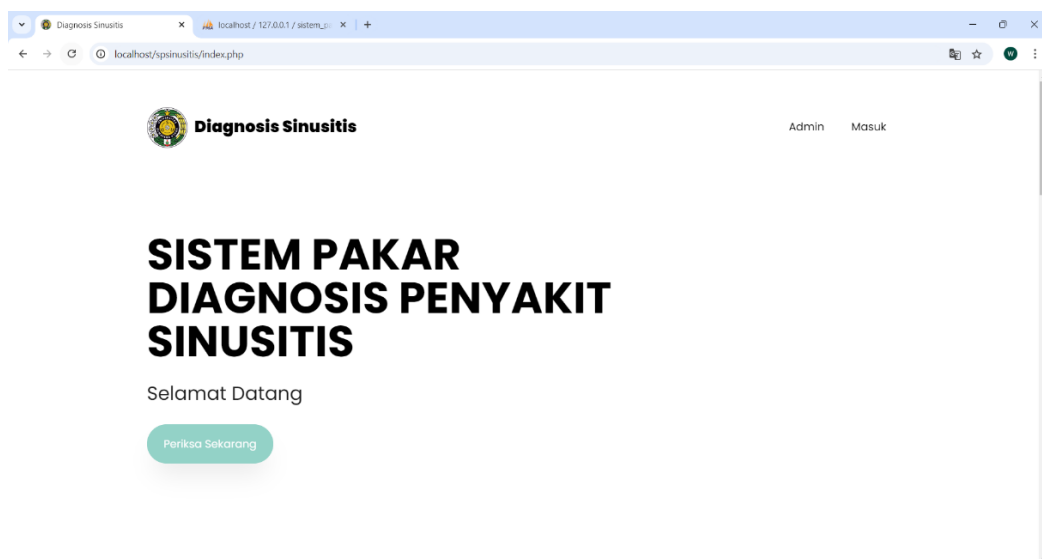 Diagnosis Sinusitis
localhost / 127.0.0.1 / sistem_pa
localhost/spsinusitis/index.php
W
Diagnosis Sinusitis
Admin
Masuk
SISTEM PAKAR
DIAGNOSIS PENYAKIT
SINUSITIS
Selamat Datang
Periksa Sekarang